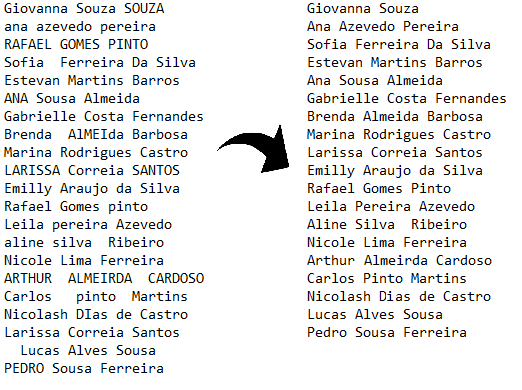 Giovanna Souza SOUZA
ana azevedo pereira
RAFAEL GOMES PINTO
Sofia  Ferreira Da Silva
Estevan Martins Barros
ANA Sousa Almeida
Gabrielle Costa Fernandes
Brenda  AlMEIda Barbosa
Marina Rodrigues Castro
LARISSA Correia SANTOS
Emilly Araujo da Silva
Rafael Gomes pinto
Leila pereira Azevedo
aline silva  Ribeiro
Nicole Lima Ferreira
ARTHUR  ALMEIRDA  CARDOSO
Carlos   pinto  Martins
Nicolash DIas de Castro
Larissa Correia Santos
  Lucas Alves Sousa
PEDRO Sousa Ferreira
Giovanna Souza
Ana Azevedo Pereira
Sofia Ferreira Da Silva
Estevan Martins Barros
Ana Sousa Almeida
Gabrielle Costa Fernandes
Brenda Almeida Barbosa
Marina Rodrigues Castro
Larissa Correia Santos
Emilly Araujo da Silva
Rafael Gomes Pinto
Leila Pereira Azevedo
Aline Silva  Ribeiro
Nicole Lima Ferreira
Arthur Almeirda Cardoso
Carlos Pinto Martins
Nicolash Dias de Castro
Lucas Alves Sousa
Pedro Sousa Ferreira